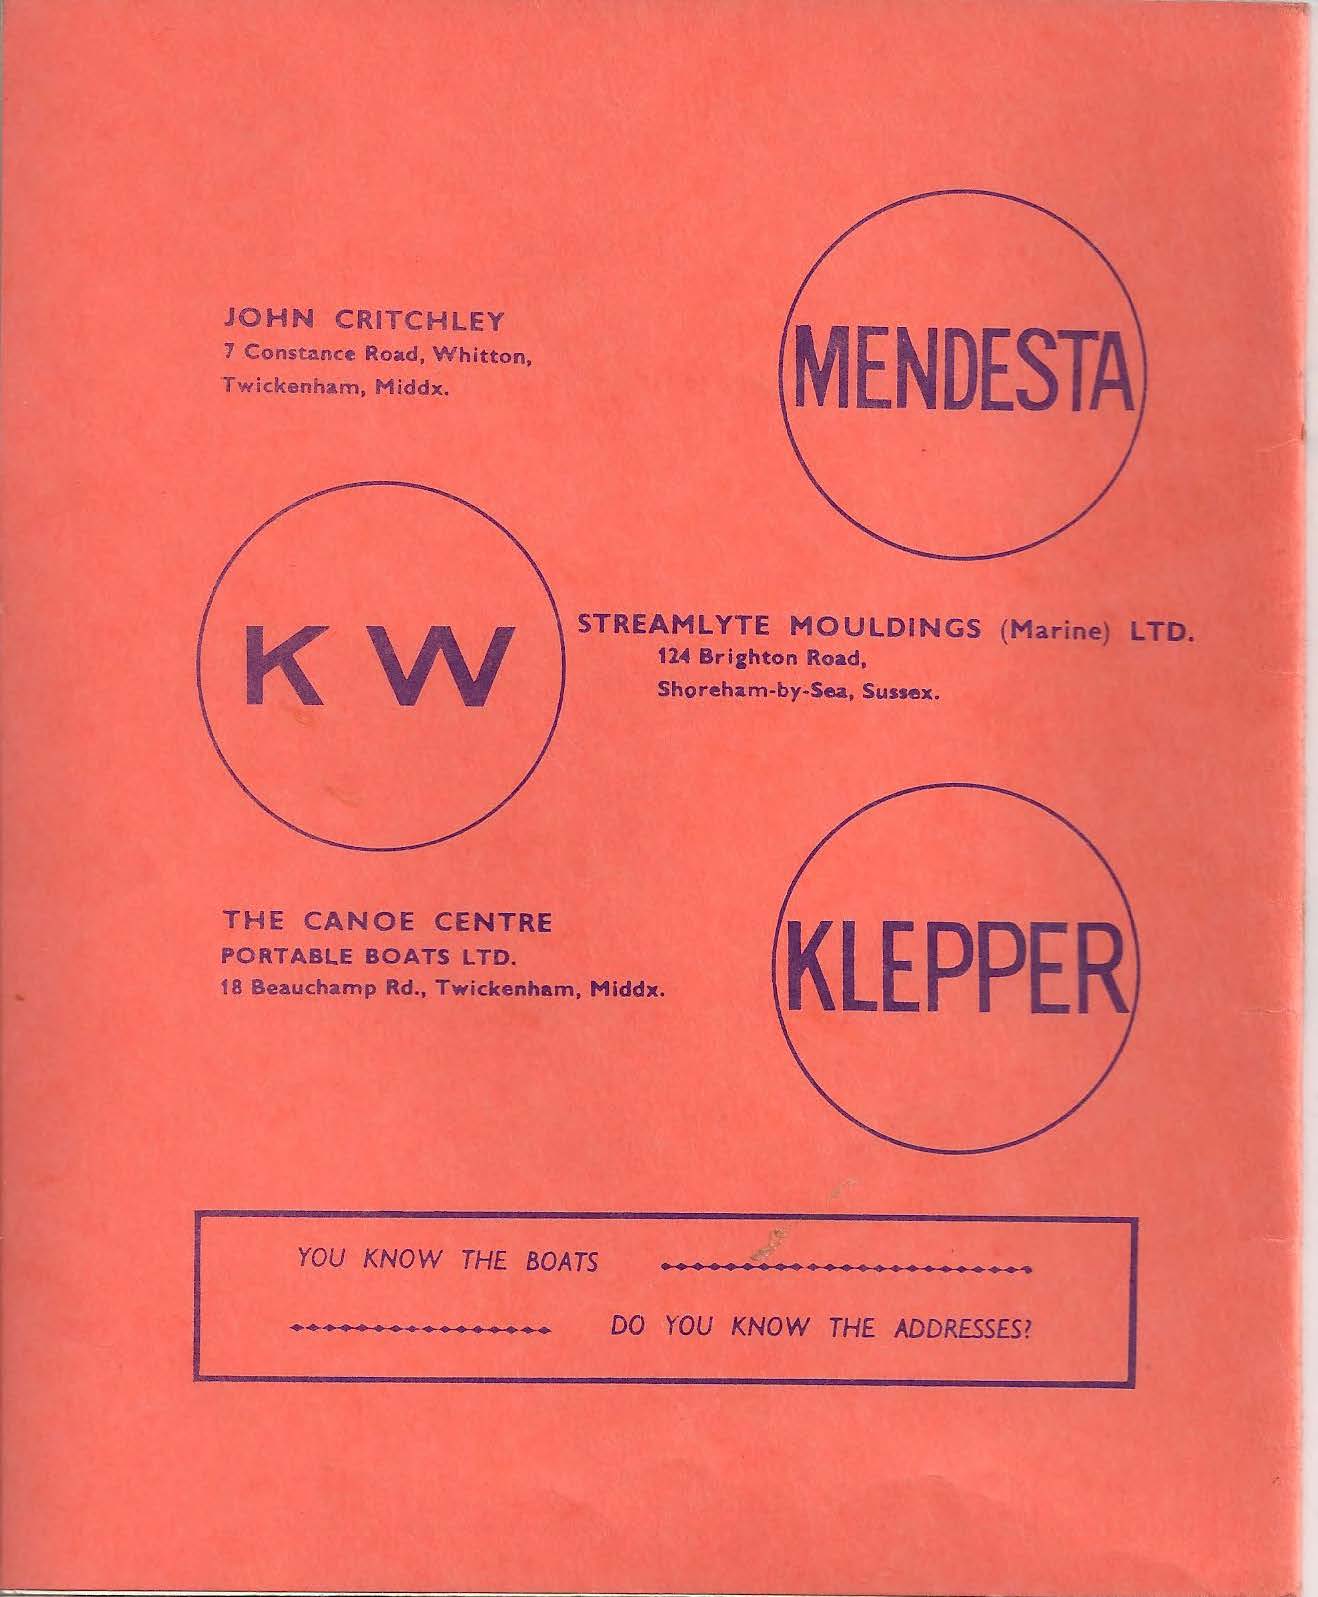 JOHN CRITCHLEY
7 Constance Road, Whitton,
Twickenham, Middx.
MENDESTA
K W
STREAMLYTE MOULDINGS (Marine) LTD.
124 Brighton Road,
Shoreham-by-Sea, Sussex.
THE CANOE CENTRE
PORTABLE BOATS LTD.
18 Beauchamp Rd., Twickenham, Middx.
KLEPPER
YOU KNOW THE BOATS
DO YOU KNOW THE ADDRESSES?